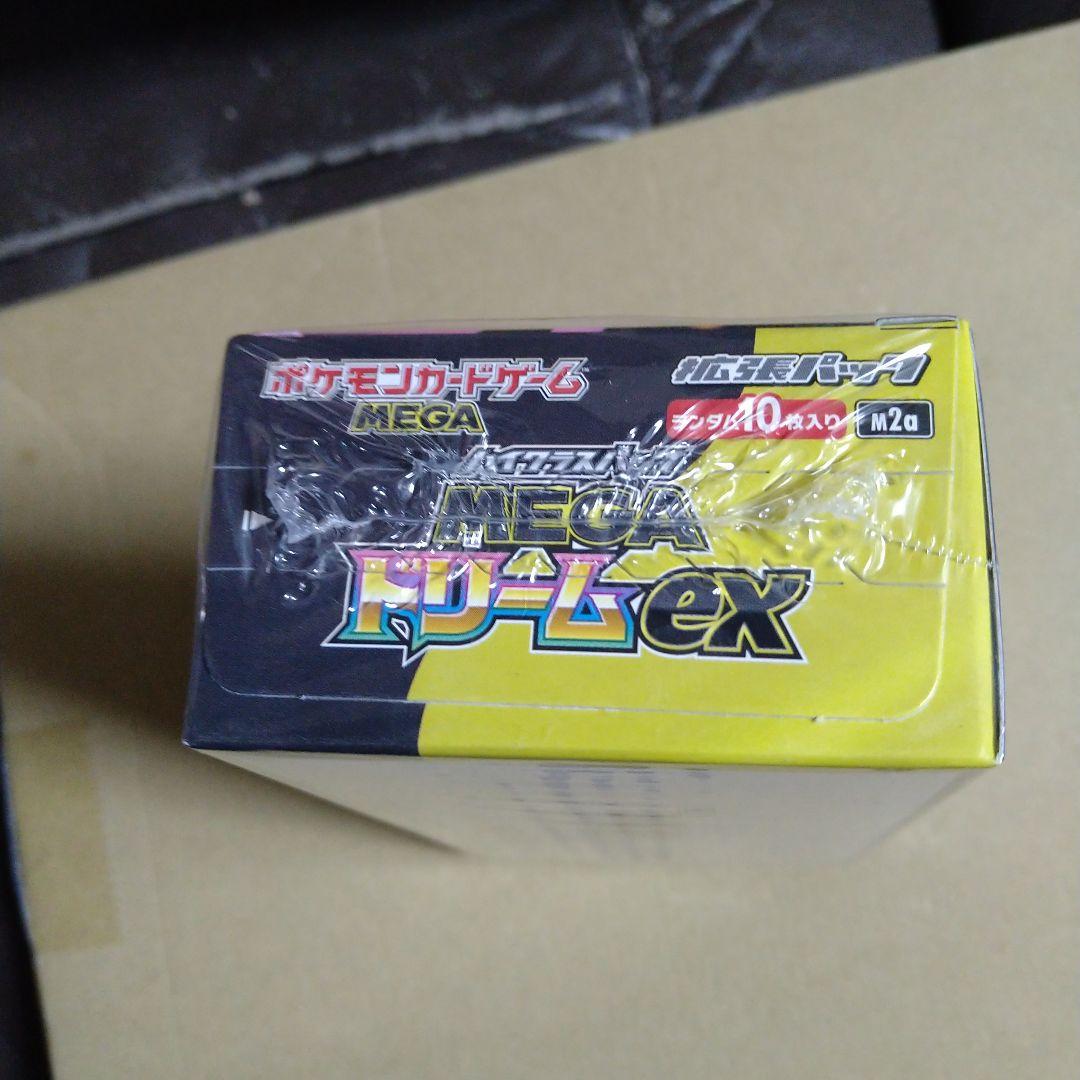 ポケモンカードゲーム
MEGA
拡張パック
ランダム10枚入り M2a
ハイクラスパック
MEGA
ドリームex